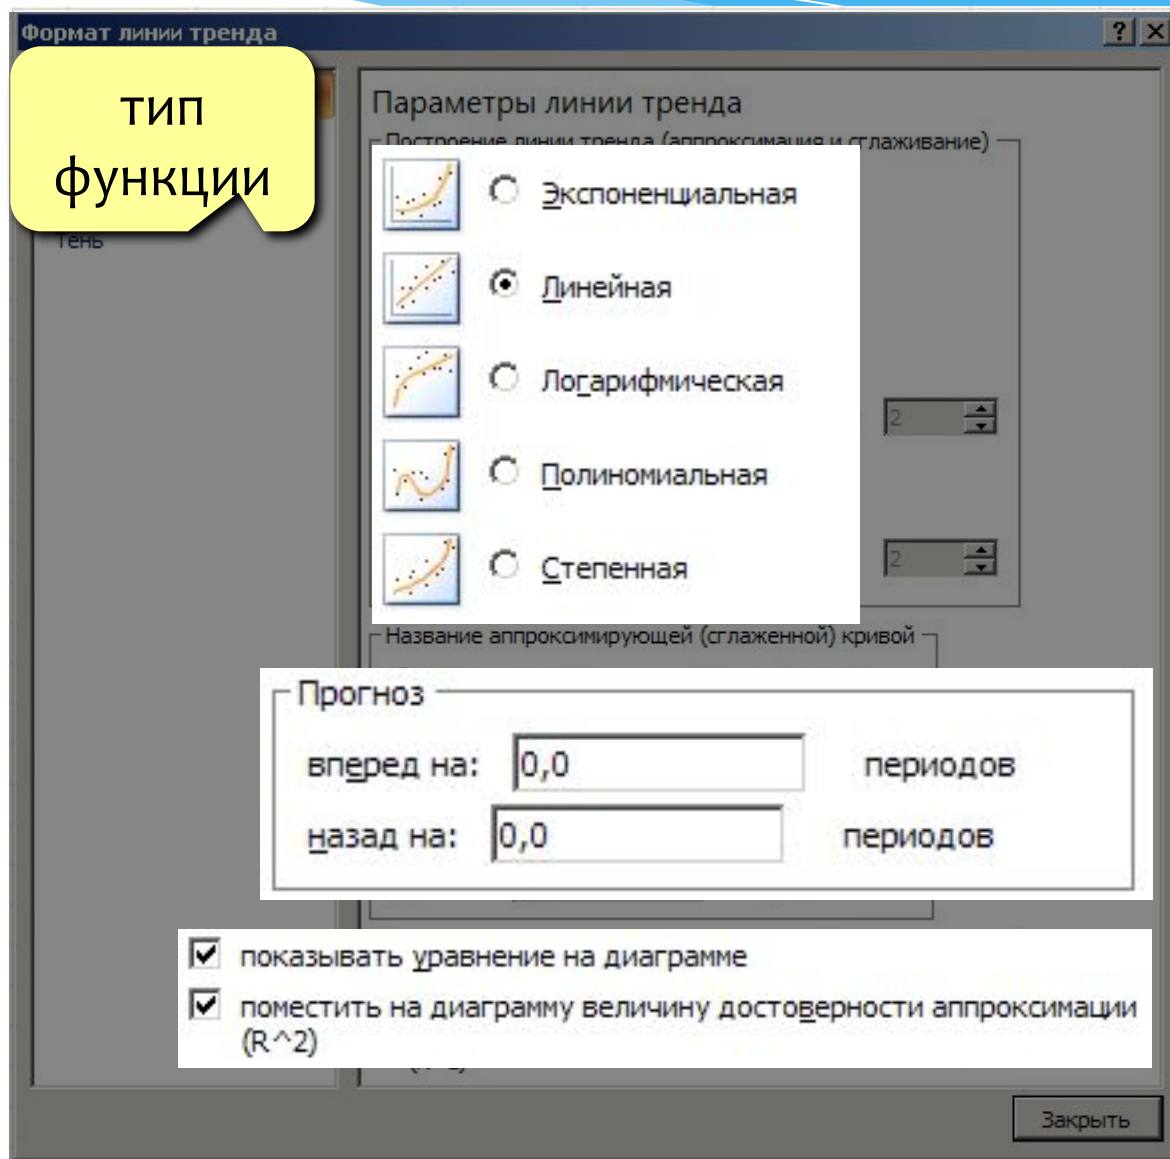 Формат линии тренда
тип
функции
Тень
Параметры линии тренда
Построение линии тренда (аппроксимация и сглаживание)
Экспоненциальная
Линейная
Логарифмическая
2
Полиномиальная
Степенная
2
Название аппроксимирующей (сглаженной) кривой
Прогноз
вперед на: 0,0 периодов
назад на: 0,0 периодов
показывать уравнение на диаграмме
поместить на диаграмму величину достоверности аппроксимации
(R^2)
Закрыть